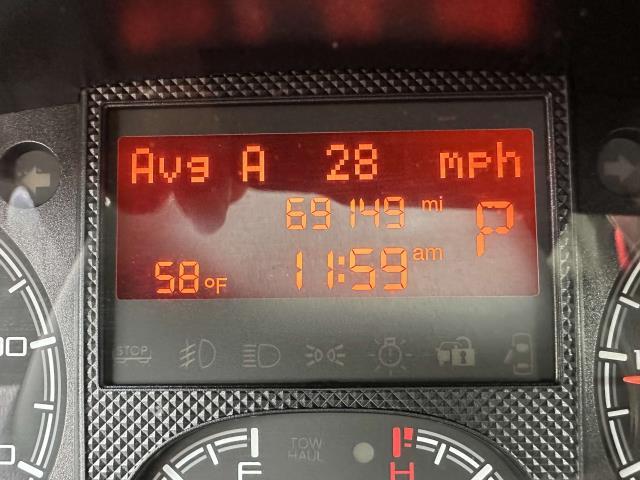 Avg A 28 mph
69149 mi
P
58°F 11:59 am
STOP
TOW
HAUL
F
H